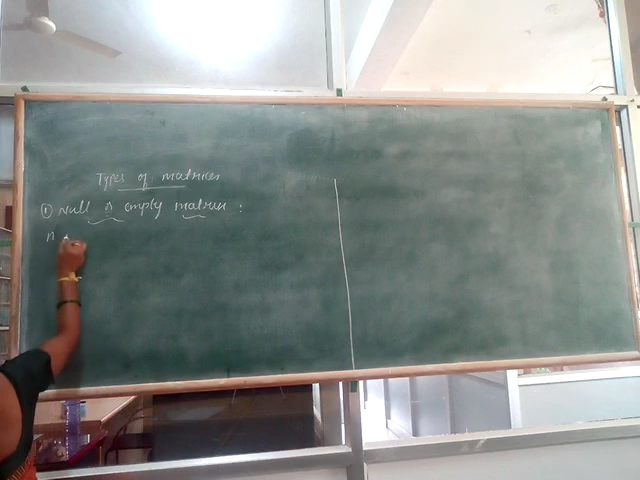 Types of matrices
① Null empty matrix :